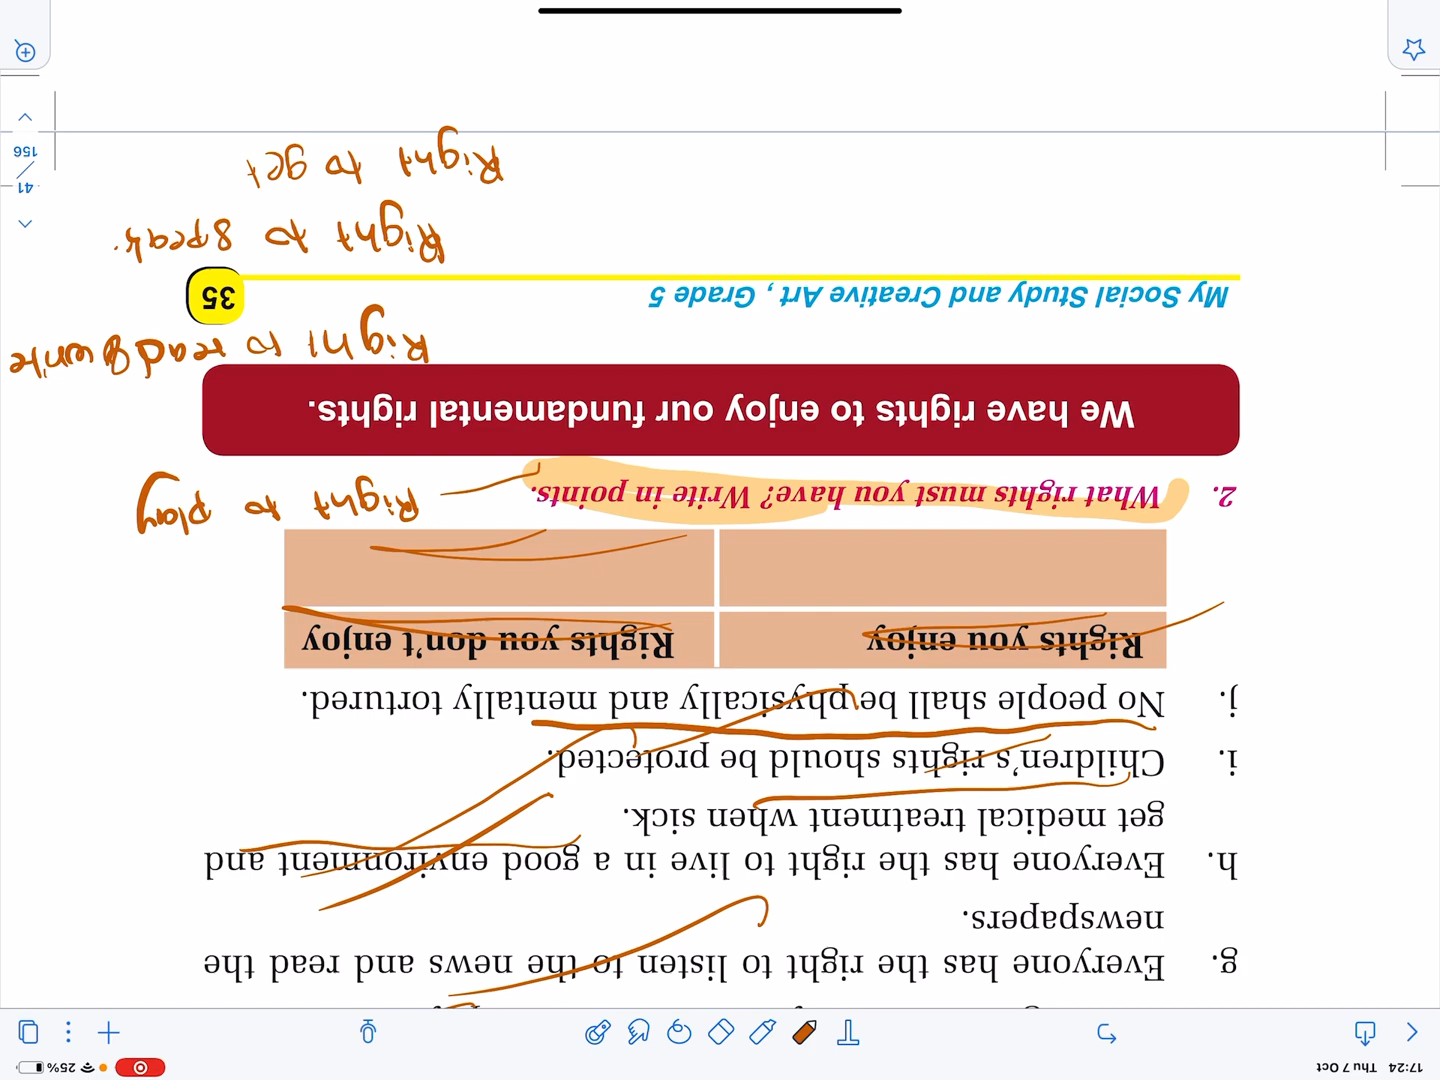 17:24 Thu 7 Oct
25%
g. Everyone has the right to listen to the news and read the
newspapers.
h. Everyone has the right to live in a good environment and
get medical treatment when sick.
i. Children's rights should be protected.
j. No people shall be physically and mentally tortured.
Rights you enjoy
Rights you don't enjoy
2. What rights must you have? Write in points.
Right to play
We have rights to enjoy our fundamental rights.
Right to read & write
My Social Study and Creative Art , Grade 5
35
Right to speak.
Right to get
41
156